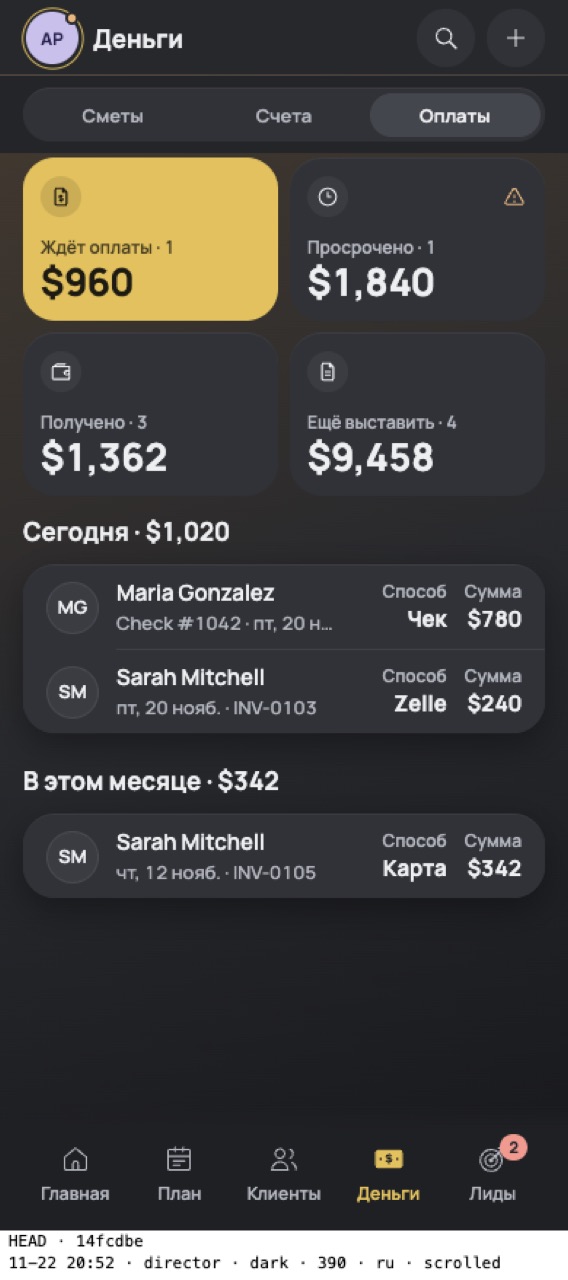 AP Деньги
Сметы Счета Оплаты
Ждёт оплаты · 1
$960
Просрочено · 1
$1,840
Получено · 3
$1,362
Ещё выставить · 4
$9,458
Сегодня · $1,020
MG Maria Gonzalez Способ Сумма
Check #1042 · пт, 20 н... Чек $780
SM Sarah Mitchell Способ Сумма
пт, 20 нояб. · INV-0103 Zelle $240
В этом месяце · $342
SM Sarah Mitchell Способ Сумма
чт, 12 нояб. · INV-0105 Карта $342
2
Главная План Клиенты Деньги Лиды
HEAD · 14fcdbe
11-22 20:52 · director · dark · 390 · ru · scrolled